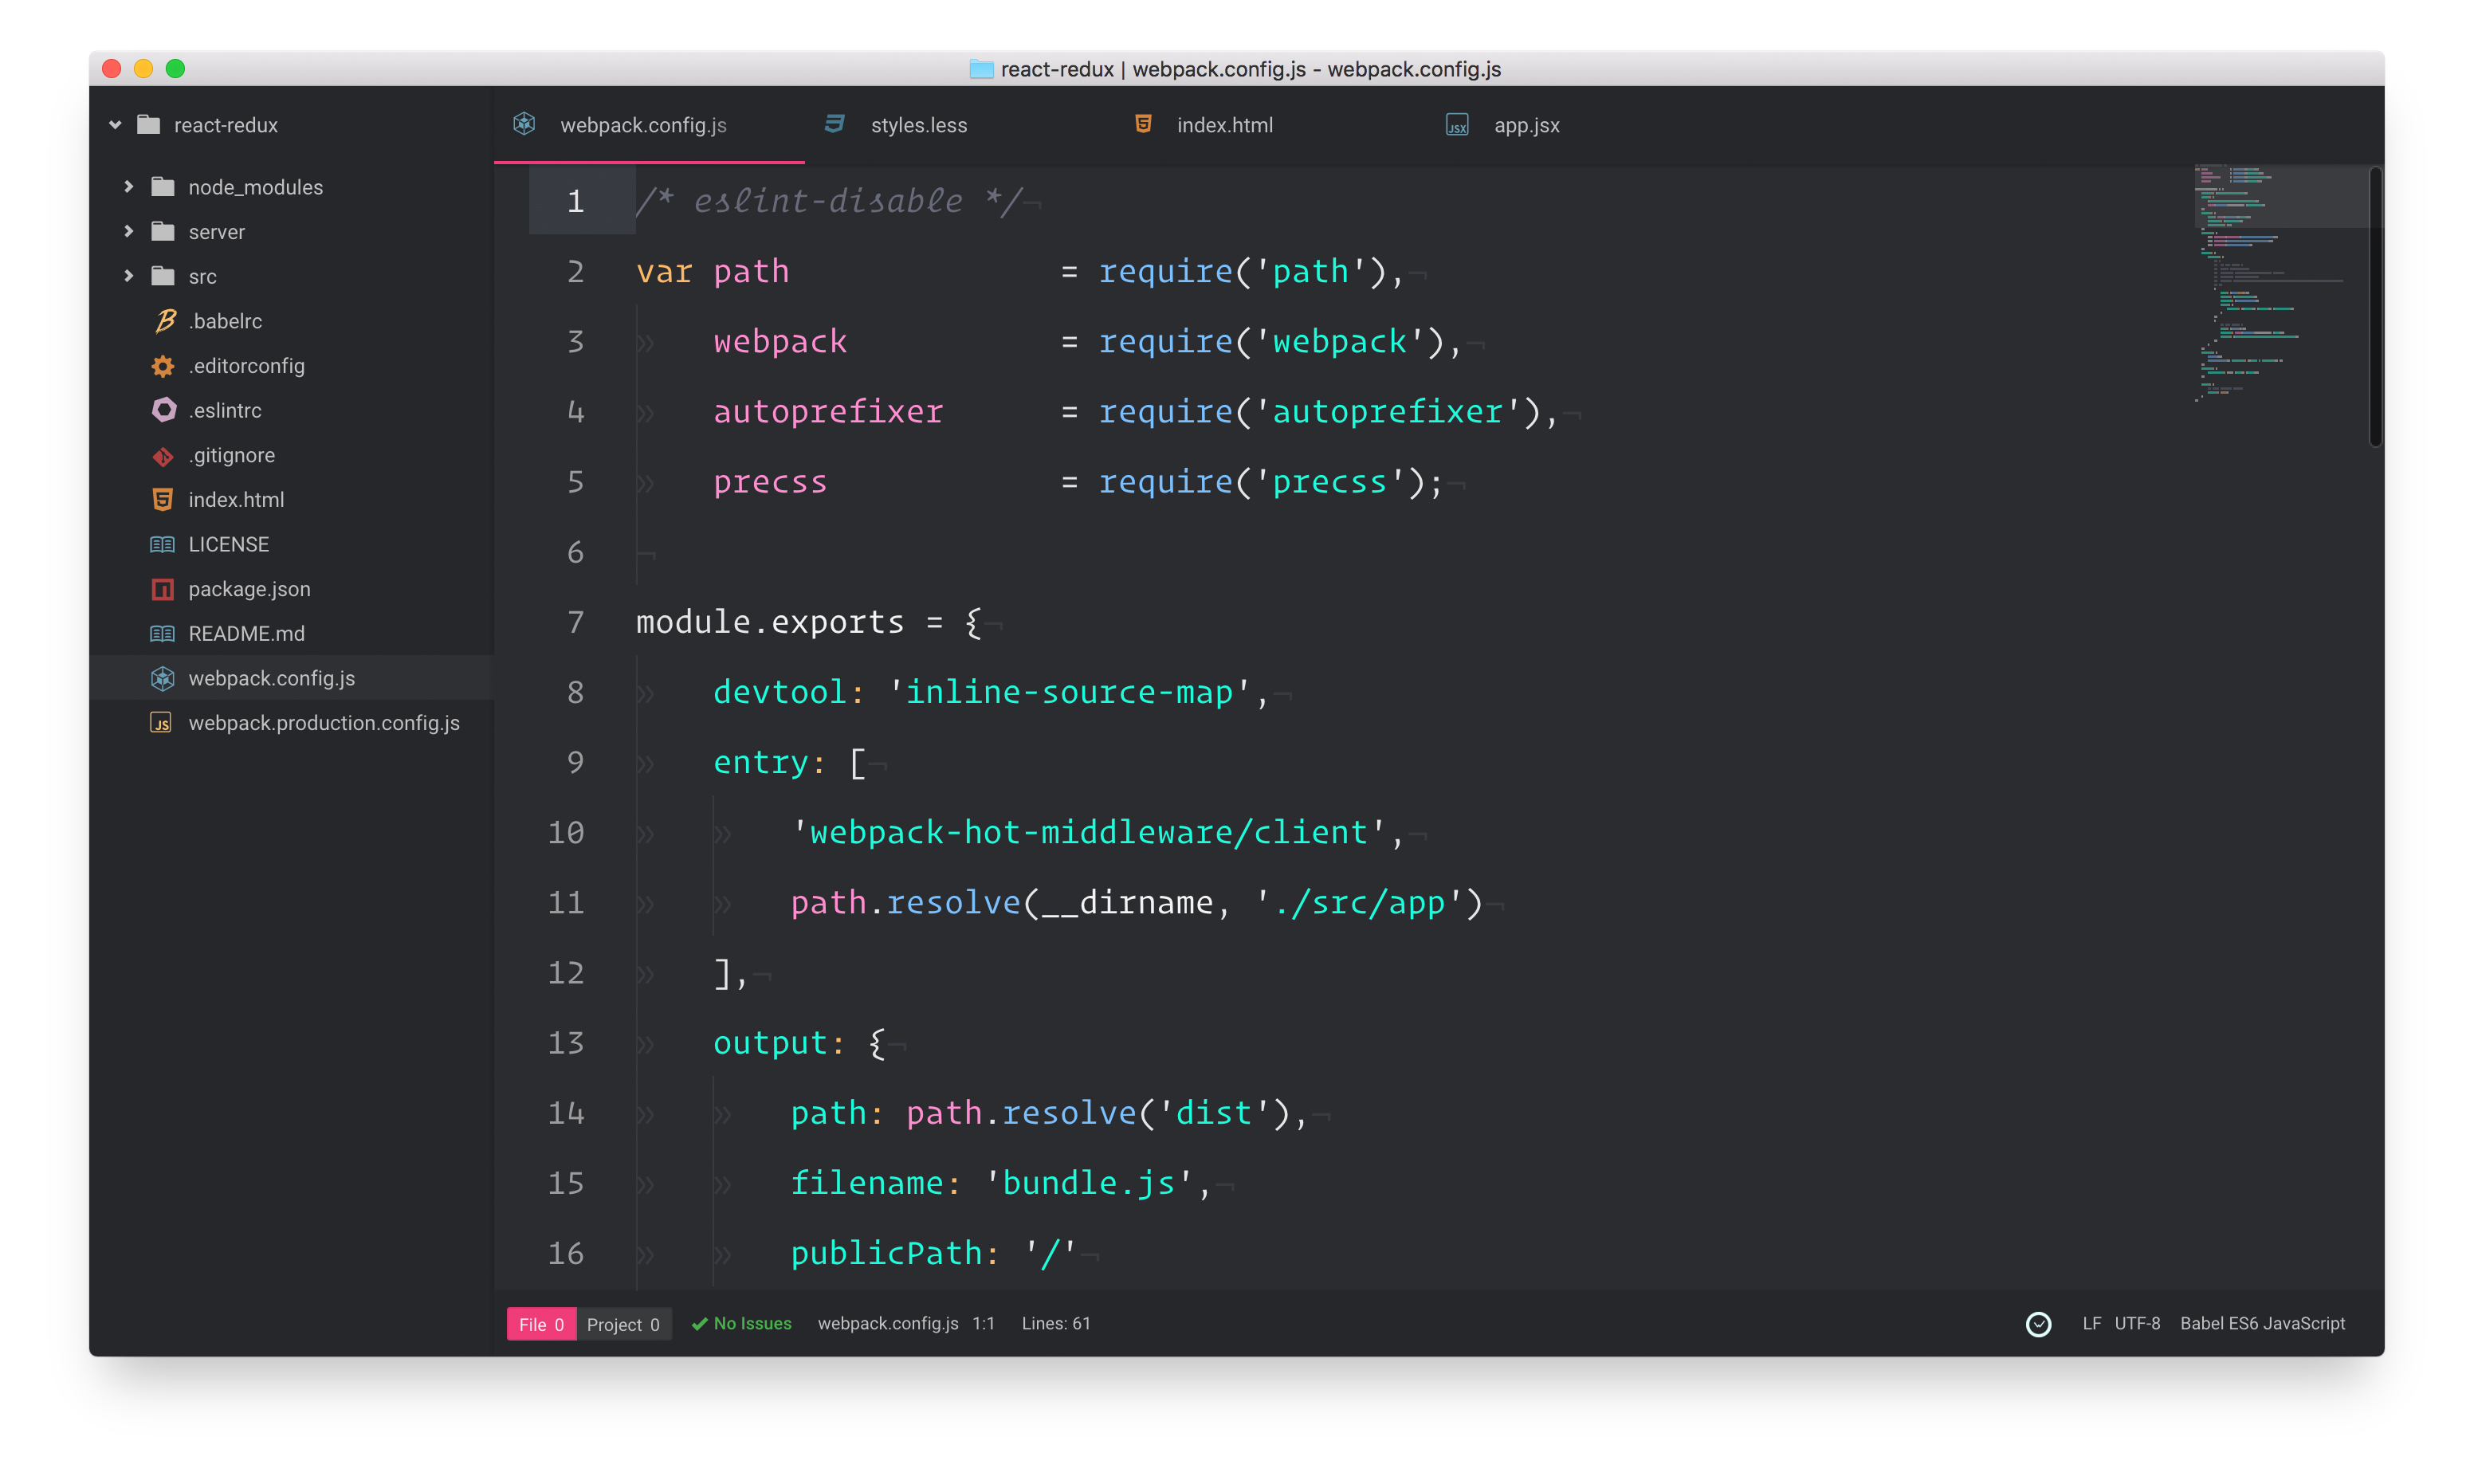 react-redux | webpack.config.js - webpack.config.js
react-redux
node_modules
server
src
.babelrc
.editorconfig
.eslintrc
.gitignore
index.html
LICENSE
package.json
README.md
webpack.config.js
JS webpack.production.config.js
webpack.config.js
styles.less
index.html
JSX app.jsx
1 /* eslint-disable */¬
2 var path = require('path'),¬
3 » webpack = require('webpack'),¬
4 » autoprefixer = require('autoprefixer'),¬
5 » precss = require('precss');¬
6 ¬
7 module.exports = {¬
8 » devtool: 'inline-source-map',¬
9 » entry: [¬
10 » » 'webpack-hot-middleware/client',¬
11 » » path.resolve(__dirname, './src/app')¬
12 » ],¬
13 » output: {¬
14 » » path: path.resolve('dist'),¬
15 » » filename: 'bundle.js',¬
16 » » publicPath: '/'¬
File 0 Project 0 No Issues webpack.config.js 1:1 Lines: 61 LF UTF-8 Babel ES6 JavaScript